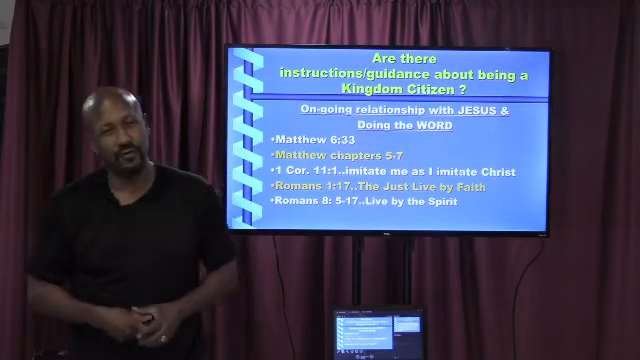 Are there
instructions/guidance about being a
Kingdom Citizen ?
On-going relationship with JESUS &
Doing the WORD
•Matthew 6:33
•Matthew chapters 5-7
•1 Cor. 11:1..imitate me as I imitate Christ
•Romans 1:17..The Just Live by Faith
•Romans 8: 5-17..Live by the Spirit